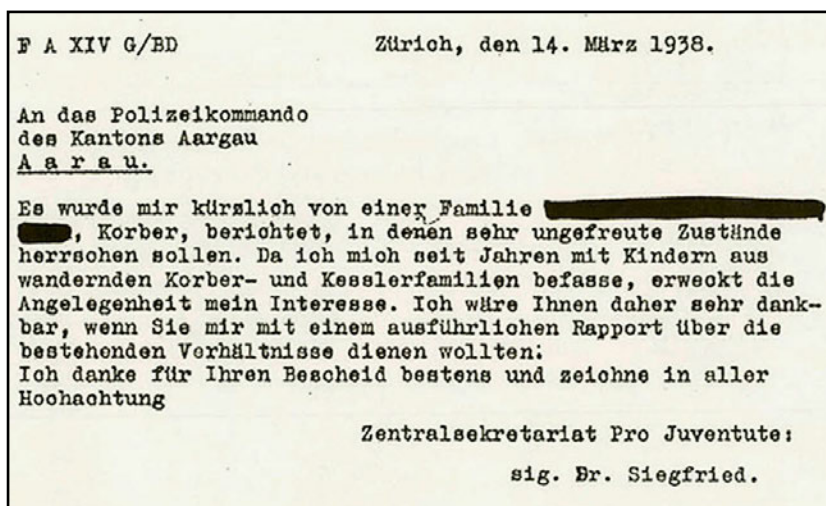 F A XIV G/BD Zürich, den 14. März 1938.
An das Polizeikommando
des Kantons Aargau
A a r a u.
Es wurde mir kürzlich von einer Familie
, Korber, berichtet, in denen sehr ungefreute Zustände
herrschen sollen. Da ich mich seit Jahren mit Kindern aus
wandernden Korber- und Kesslerfamilien befasse, erweckt die
Angelegenheit mein Interesse. Ich wäre Ihnen daher sehr dank-
bar, wenn Sie mir mit einem ausführlichen Rapport über die
bestehenden Verhältnisse dienen wollten:
Ich danke für Ihren Bescheid bestens und zeichne in aller
Hochachtung
Zentralsekretariat Pro Juventute:
sig. Dr. Siegfried.